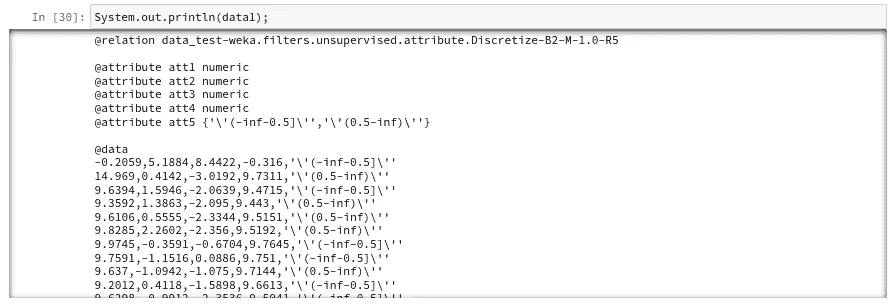 In [30]: System.out.println(data1);
@relation data_test-weka.filters.unsupervised.attribute.Discretize-B2-M-1.0-R5
@attribute att1 numeric
@attribute att2 numeric
@attribute att3 numeric
@attribute att4 numeric
@attribute att5 {'\'(-inf-0.5]\'','\'(0.5-inf)\''}
@data
-0.2059,5.1884,8.4422,-0.316,'\'(-inf-0.5]\''
14.969,0.4142,-3.0192,9.7311,'\'(0.5-inf)\''
9.6394,1.5946,-2.0639,9.4715,'\'(-inf-0.5]\''
9.3592,1.3863,-2.095,9.443,'\'(0.5-inf)\''
9.6106,0.5555,-2.3344,9.5151,'\'(0.5-inf)\''
9.8285,2.2602,-2.356,9.5192,'\'(0.5-inf)\''
9.9745,-0.3591,-0.6704,9.7645,'\'(-inf-0.5]\''
9.7591,-1.1516,0.0886,9.751,'\'(-inf-0.5]\''
9.637,-1.0942,-1.075,9.7144,'\'(0.5-inf)\''
9.2012,0.4118,-1.5898,9.6613,'\'(-inf-0.5]\''